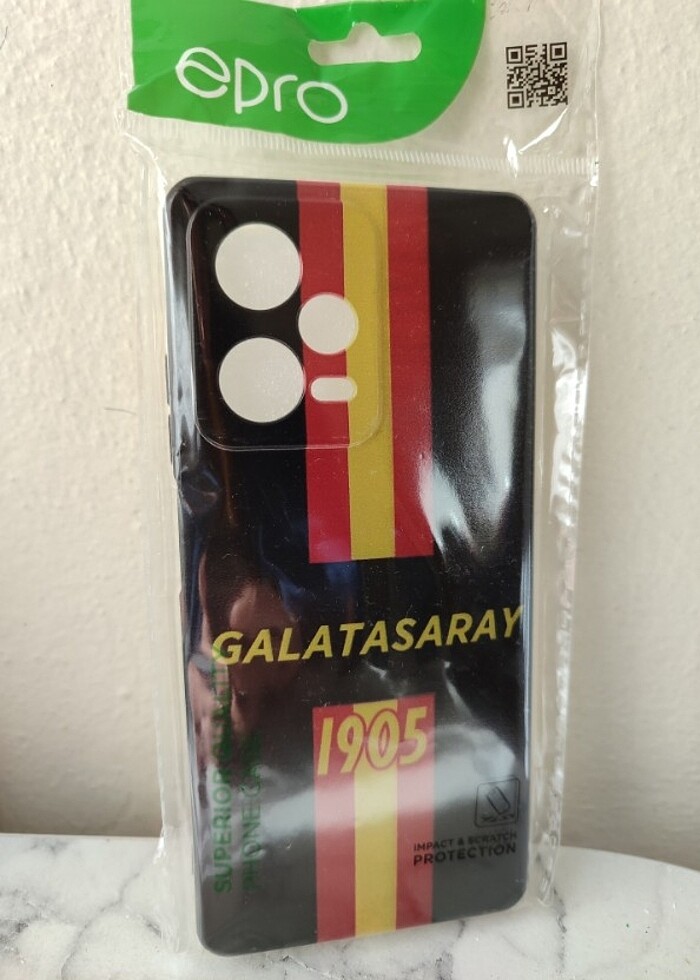 epro
GALATASARAY
1905
SUPERIOR QUALITY
PHONE CASE
IMPACT & SCRATCH
PROTECTION